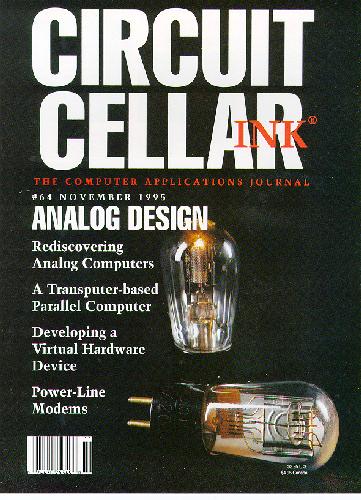 CIRCUIT
CELLAR
INK®
THE COMPUTER APPLICATIONS JOURNAL
#64 NOVEMBER 1995
ANALOG DESIGN
Rediscovering
Analog Computers
A Transputer-based
Parallel Computer
Developing a
Virtual Hardware
Device
Power-Line
Modems